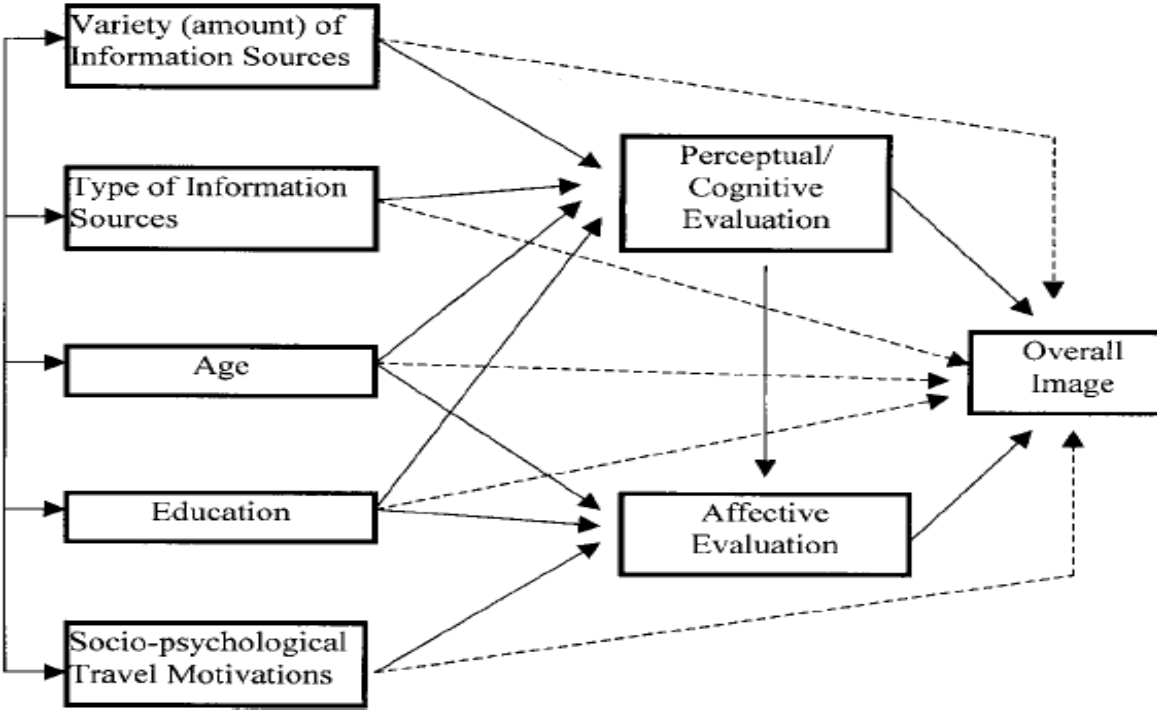 Variety (amount) of
Information Sources
Type of Information
Sources
Age
Education
Socio-psychological
Travel Motivations
Perceptual/
Cognitive
Evaluation
Affective
Evaluation
Overall
Image